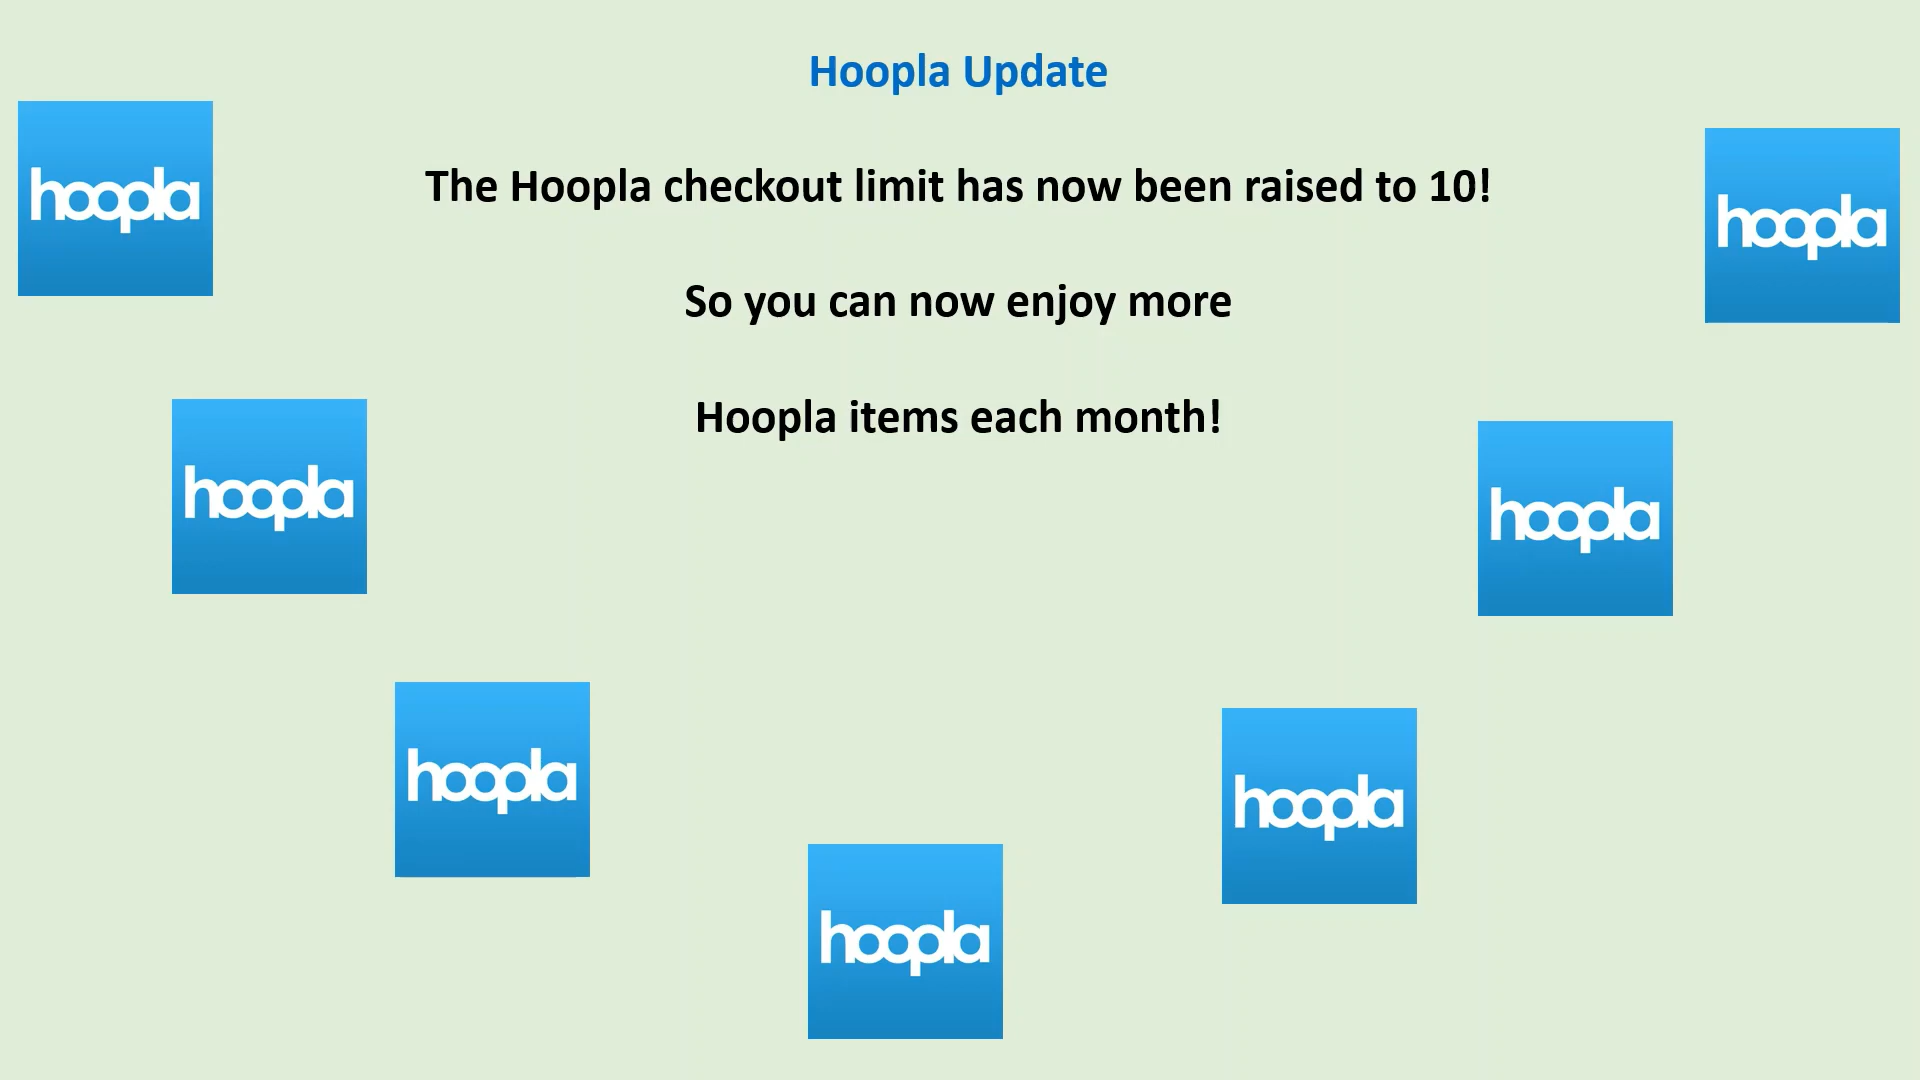 Hoopla Update
hoopla
The Hoopla checkout limit has now been raised to 10!
hoopla
So you can now enjoy more
Hoopla items each month!
hoopla
hoopla
hoopla
hoopla
hoopla